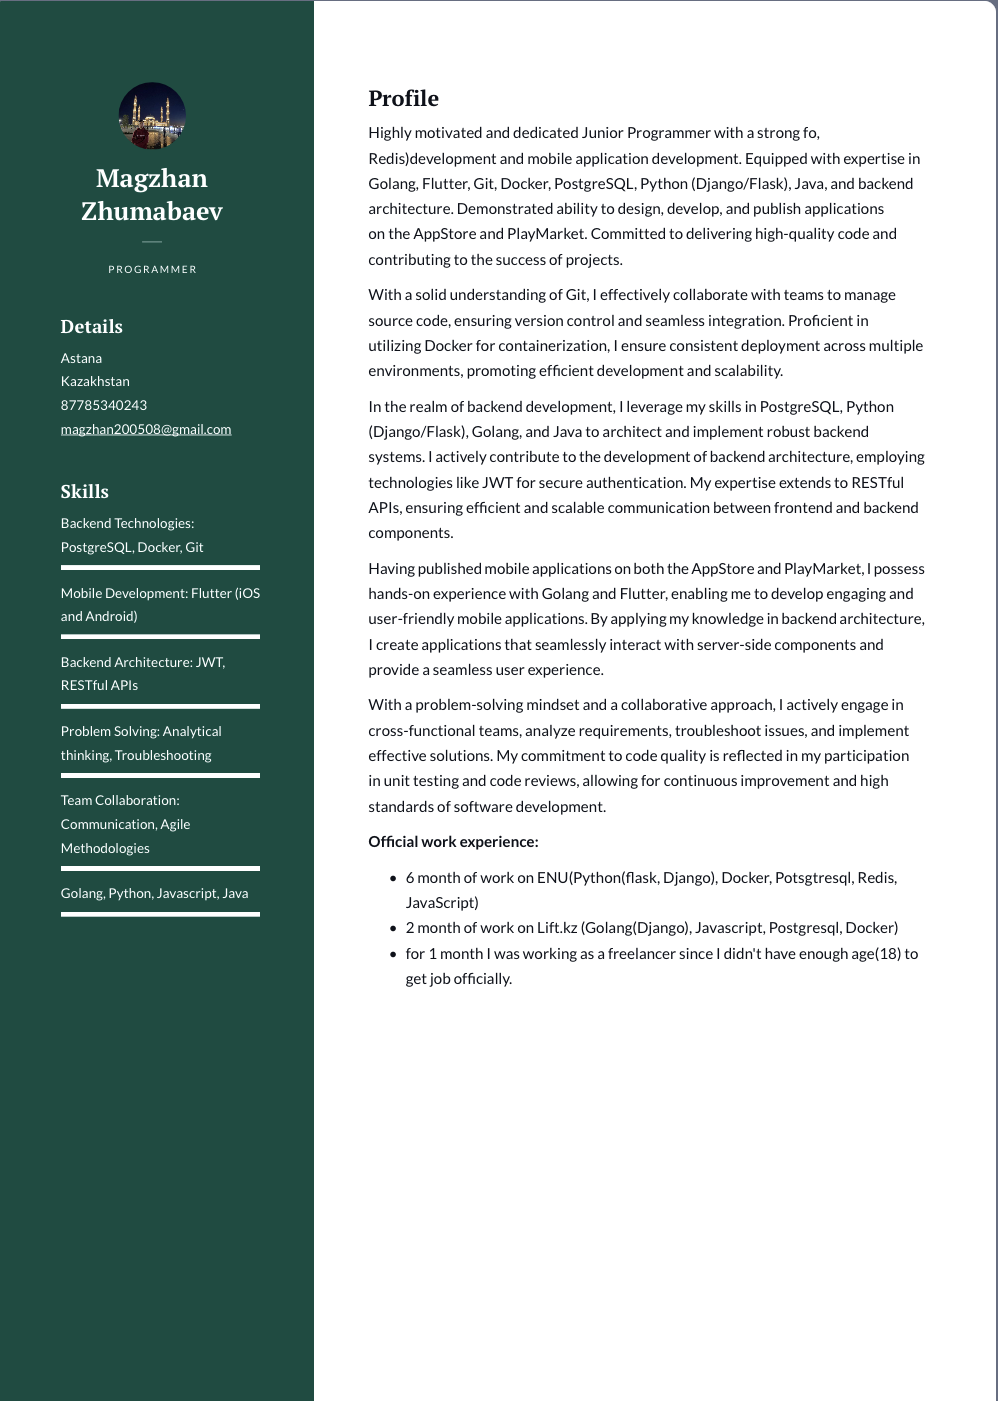 Magzhan
Zhumabaev
PROGRAMMER
Details
Astana
Kazakhstan
87785340243
magzhan200508@gmail.com
Skills
Backend Technologies:
PostgreSQL, Docker, Git
Mobile Development: Flutter (iOS
and Android)
Backend Architecture: JWT,
RESTful APIs
Problem Solving: Analytical
thinking, Troubleshooting
Team Collaboration:
Communication, Agile
Methodologies
Golang, Python, Javascript, Java
Profile
Highly motivated and dedicated Junior Programmer with a strong fo,
Redis)development and mobile application development. Equipped with expertise in
Golang, Flutter, Git, Docker, PostgreSQL, Python (Django/Flask), Java, and backend
architecture. Demonstrated ability to design, develop, and publish applications
on the AppStore and PlayMarket. Committed to delivering high-quality code and
contributing to the success of projects.
With a solid understanding of Git, I effectively collaborate with teams to manage
source code, ensuring version control and seamless integration. Proficient in
utilizing Docker for containerization, I ensure consistent deployment across multiple
environments, promoting efficient development and scalability.
In the realm of backend development, I leverage my skills in PostgreSQL, Python
(Django/Flask), Golang, and Java to architect and implement robust backend
systems. I actively contribute to the development of backend architecture, employing
technologies like JWT for secure authentication. My expertise extends to RESTful
APIs, ensuring efficient and scalable communication between frontend and backend
components.
Having published mobile applications on both the AppStore and PlayMarket, I possess
hands-on experience with Golang and Flutter, enabling me to develop engaging and
user-friendly mobile applications. By applying my knowledge in backend architecture,
I create applications that seamlessly interact with server-side components and
provide a seamless user experience.
With a problem-solving mindset and a collaborative approach, I actively engage in
cross-functional teams, analyze requirements, troubleshoot issues, and implement
effective solutions. My commitment to code quality is reflected in my participation
in unit testing and code reviews, allowing for continuous improvement and high
standards of software development.
Official work experience:
• 6 month of work on ENU(Python(flask, Django), Docker, Potsgtresql, Redis,
JavaScript)
• 2 month of work on Lift.kz (Golang(Django), Javascript, Postgresql, Docker)
• for 1 month I was working as a freelancer since I didn't have enough age(18) to
get job officially.